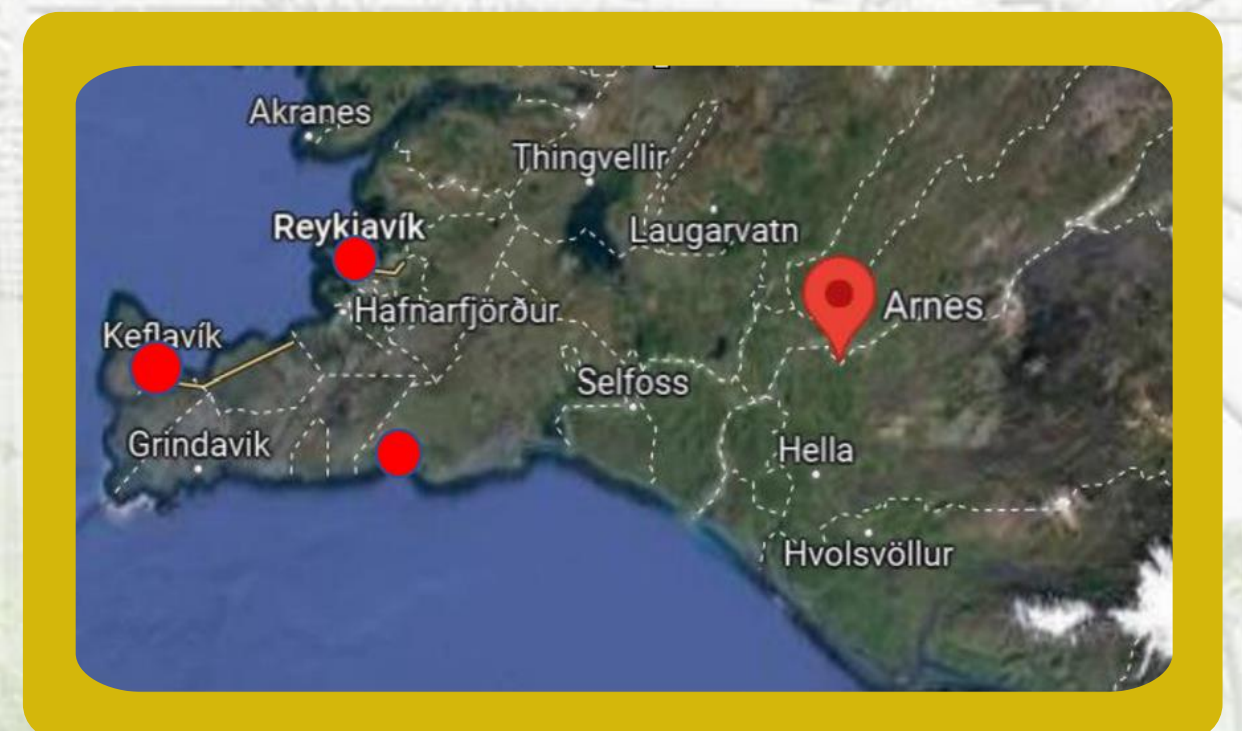 Akranes
Thingvellir
Reykjavík
Laugarvatn
Arnes
Hafnarfjörður
Keflavík
Selfoss
Grindavik
Hella
Hvolsvöllur